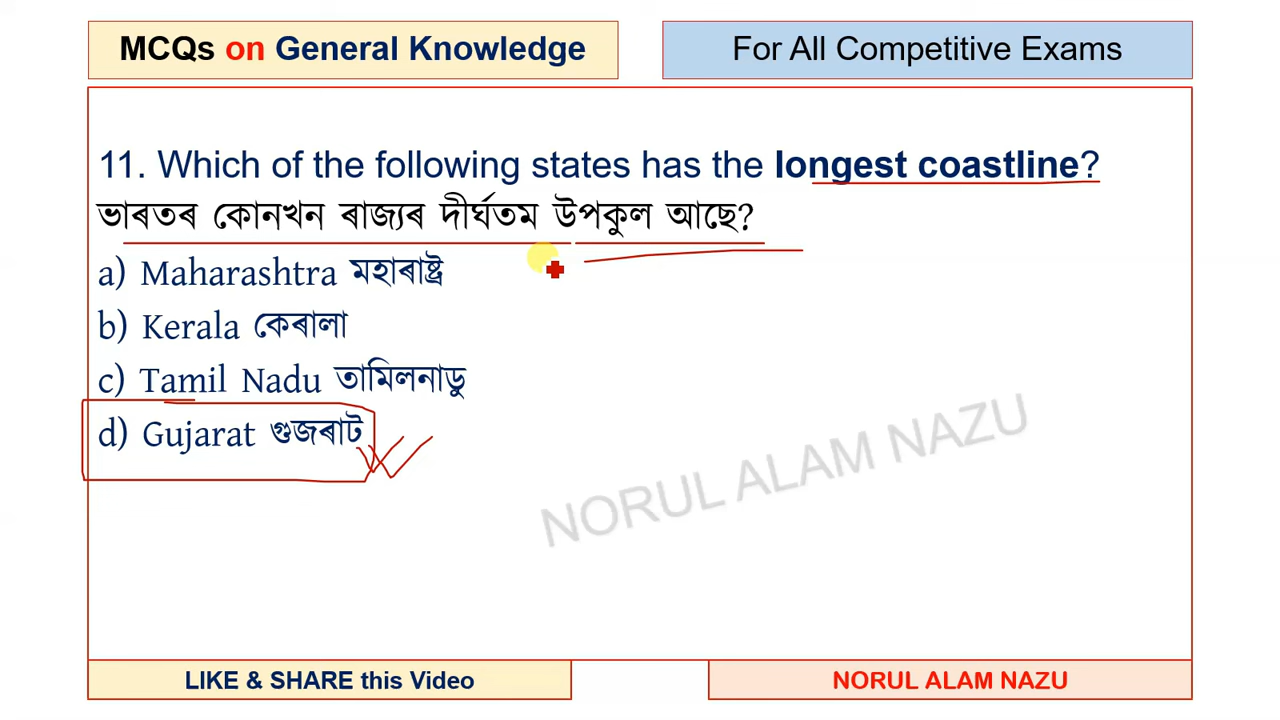 MCQs on General Knowledge
For All Competitive Exams
11. Which of the following states has the longest coastline?
ভাৰতৰ কোনখন ৰাজ্যৰ দীৰ্ঘতম উপকুল আছে?
a) Maharashtra মহাৰাষ্ট্ৰ
b) Kerala কেৰালা
c) Tamil Nadu তামিলনাডু
d) Gujarat গুজৰাট
NORUL ALAM NAZU
LIKE & SHARE this Video
NORUL ALAM NAZU